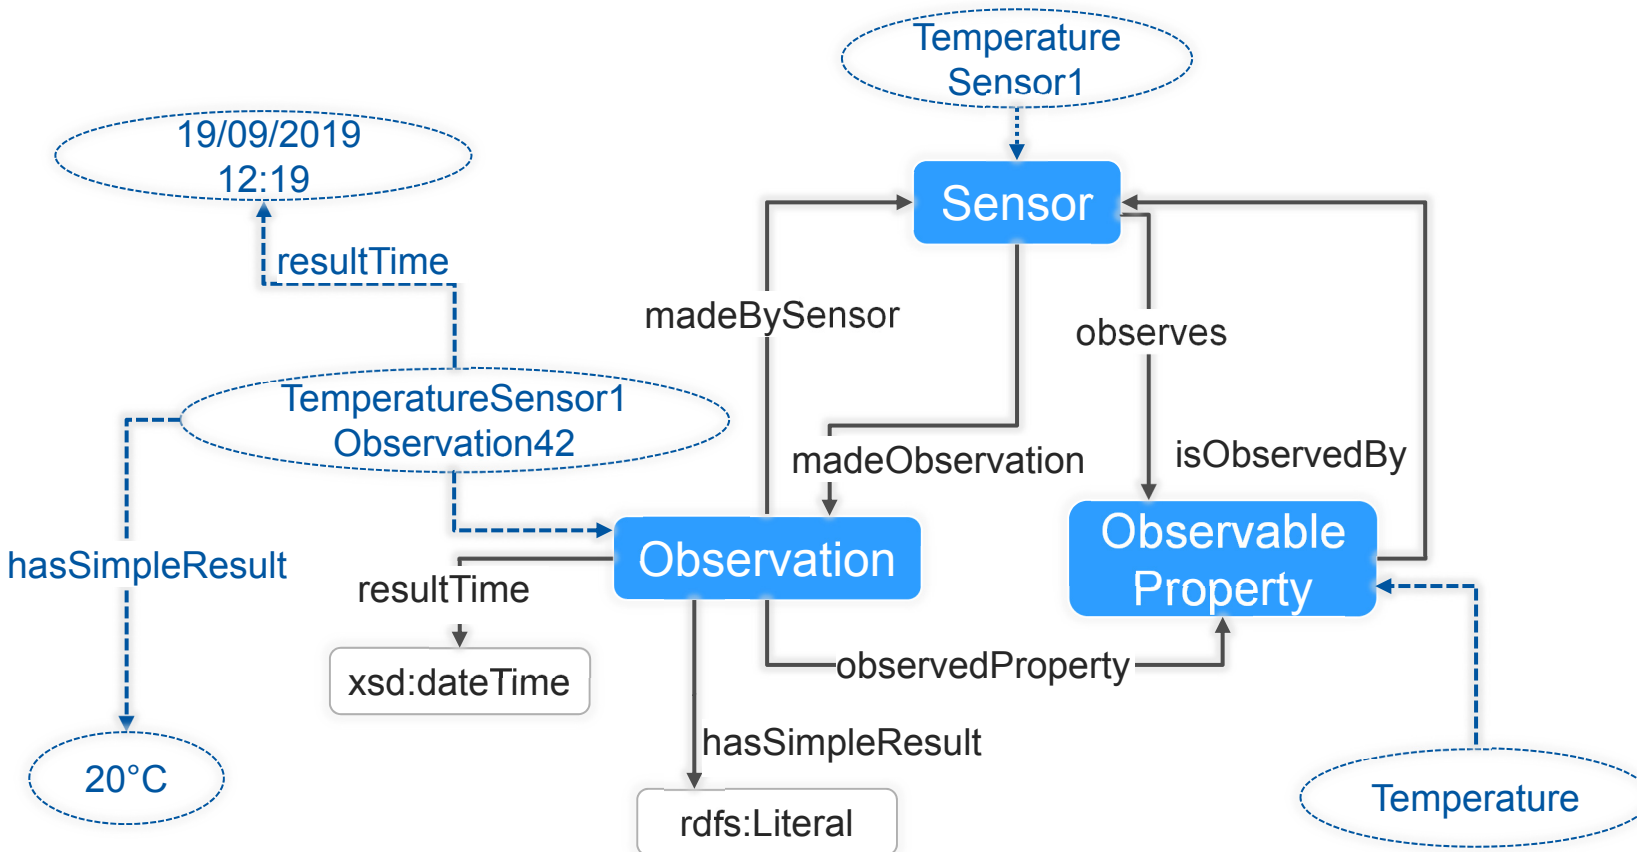 Temperature
Sensor1
19/09/2019
12:19
Sensor
resultTime
madeBySensor
observes
TemperatureSensor1
Observation42
madeObservation
isObservedBy
Observable
Property
Observation
hasSimpleResult
resultTime
observedProperty
xsd:dateTime
hasSimpleResult
20°C
Temperature
rdfs:Literal